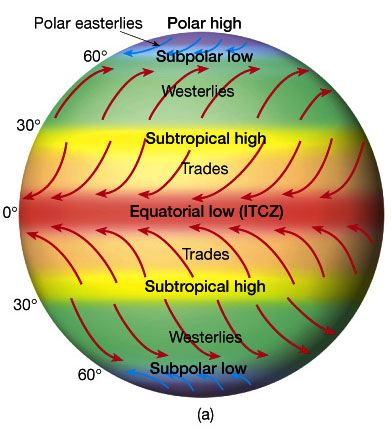 Polar easterlies
Polar high
60°
Subpolar low
Westerlies
30°
Subtropical high
Trades
0°
Equatorial low (ITCZ)
Trades
30°
Subtropical high
Westerlies
60°
Subpolar low
(a)